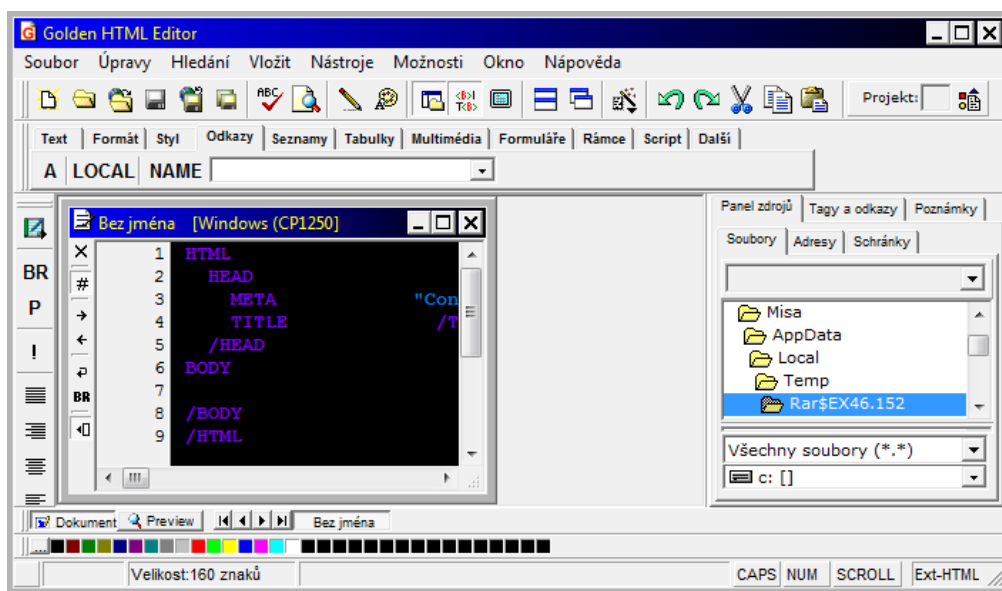 Golden HTML Editor
Soubor Úpravy Hledání Vložit Nástroje Možnosti Okno Nápověda
ABC Projekt:
Text Formát Styl Odkazy Seznamy Tabulky Multimédia Formuláře Rámce Script Další
A LOCAL NAME
Bez jména [Windows (CP1250)]
1 HTML
2 HEAD
3 META "Con
4 TITLE /T
5 /HEAD
6 BODY
7
8 /BODY
9 /HTML
BR
P
!
#
BR
Panel zdrojů Tagy a odkazy Poznámky
Soubory Adresy Schránky
Misa
AppData
Local
Temp
Rar$EX46.152
Všechny soubory (*.*)
c: []
Dokument Preview Bez jména
...
Velikost:160 znaků CAPS NUM SCROLL Ext-HTML